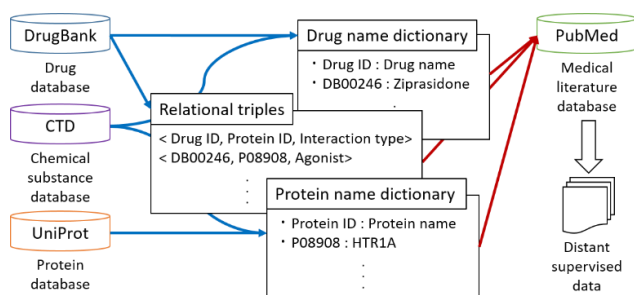 DrugBank
Drug
database
CTD
Chemical
substance
database
UniProt
Protein
database
Drug name dictionary
・Drug ID : Drug name
・DB00246 : Ziprasidone
.
Relational triples
< Drug ID, Protein ID, Interaction type>
< DB00246, P08908, Agonist>
.
.
.
Protein name dictionary
・Protein ID : Protein name
・P08908 : HTR1A
.
.
.
PubMed
Medical
literature
database
Distant
supervised
data